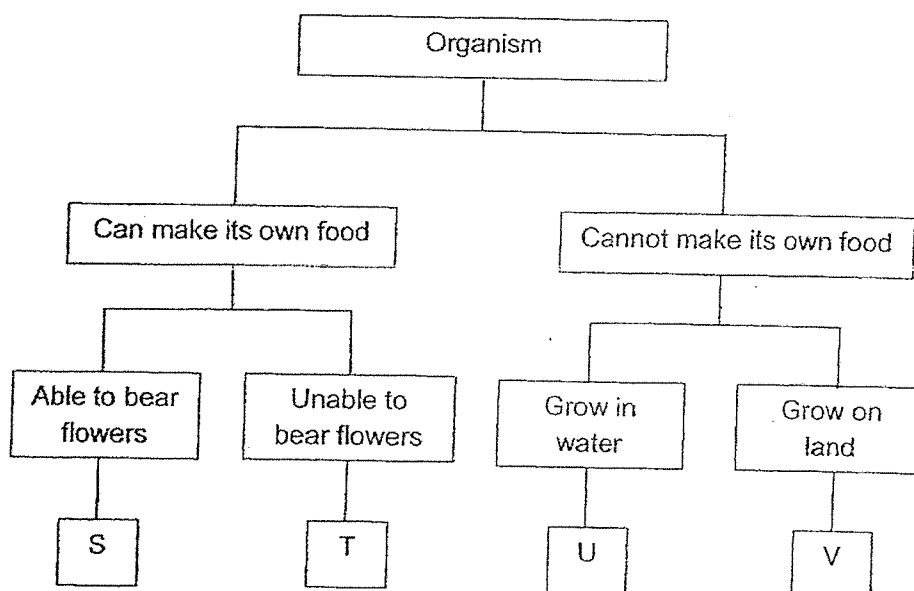 Organism
Can make its own food
Cannot make its own food
Able to bear
flowers
Unable to
bear flowers
Grow in
water
Grow on
land
S
T
U
V